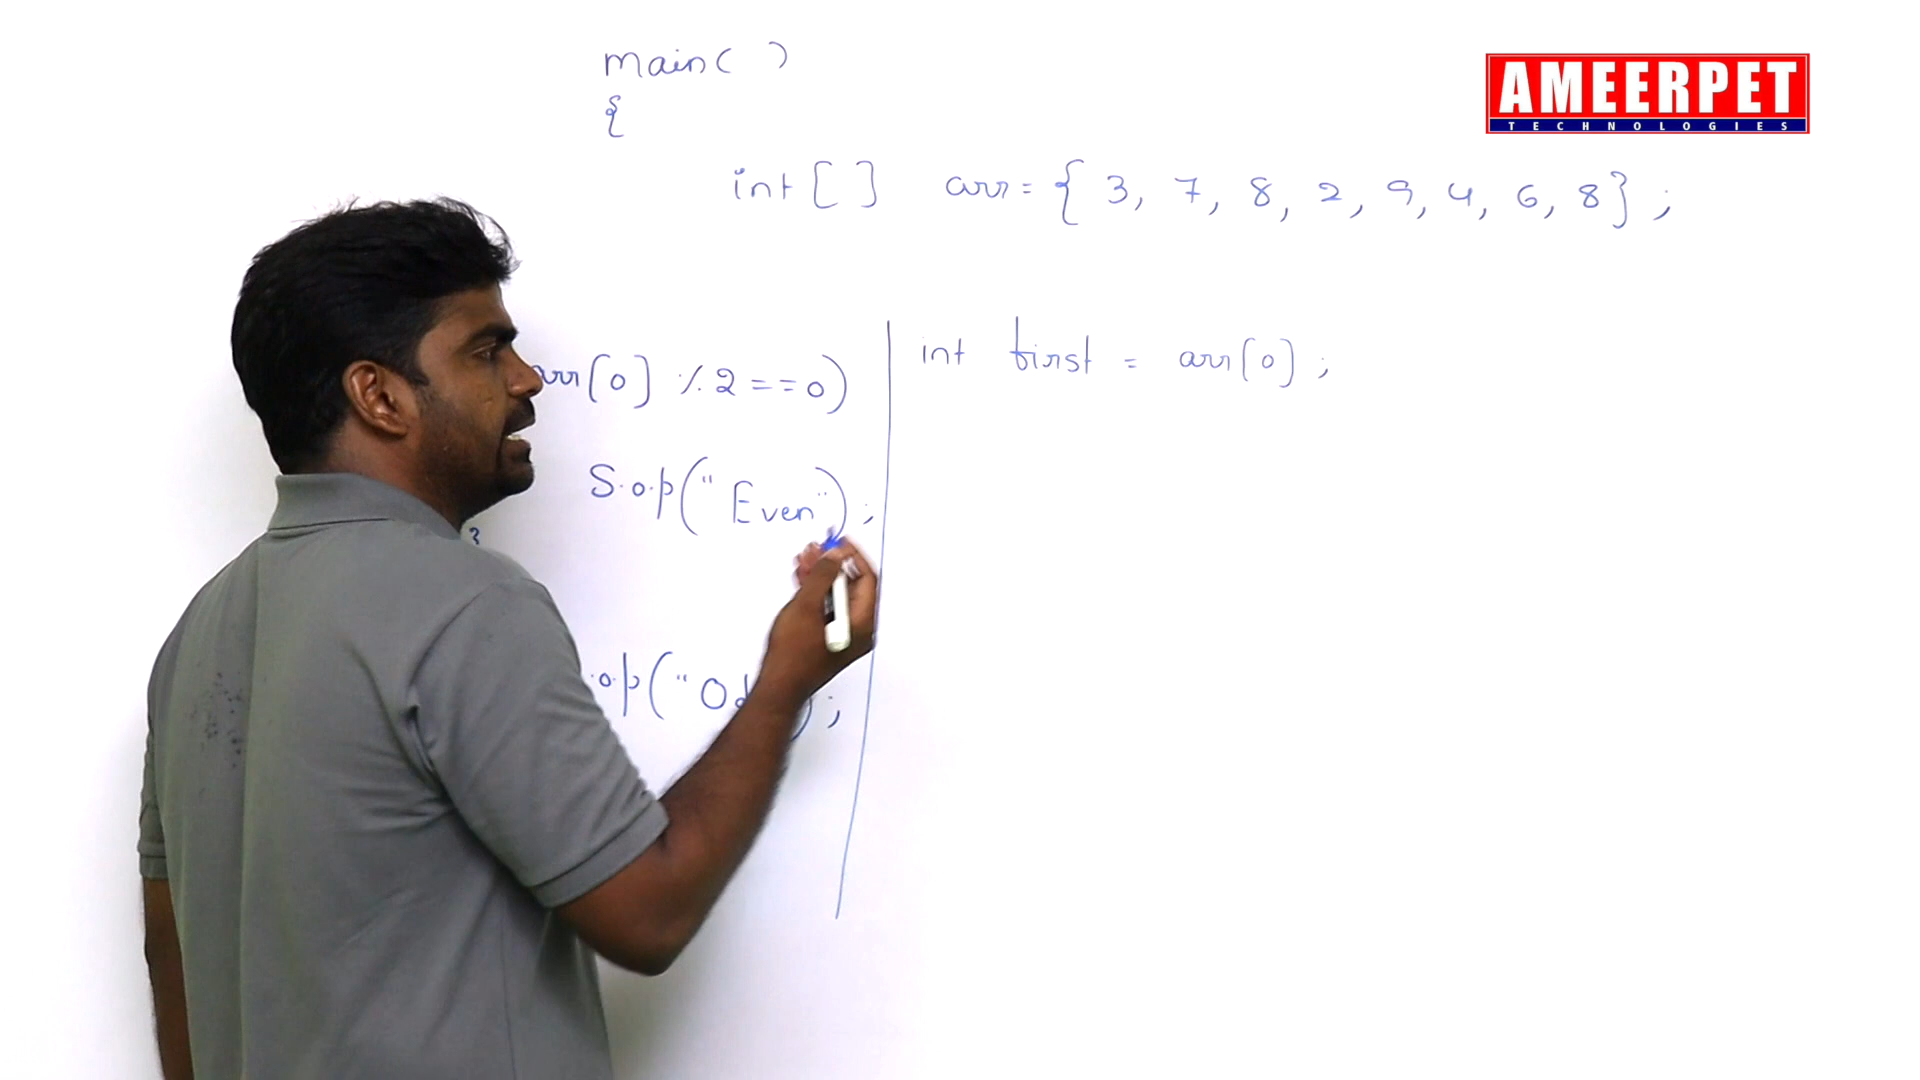 main( )
{
AMEERPET
TECHNOLOGIES
int[ ] arr = { 3, 7, 8, 2, 9, 4, 6, 8} ;
arr[0] % 2 == 0)
S.o.p(" Even");
.o.p("Od );
int first = arr[0] ;